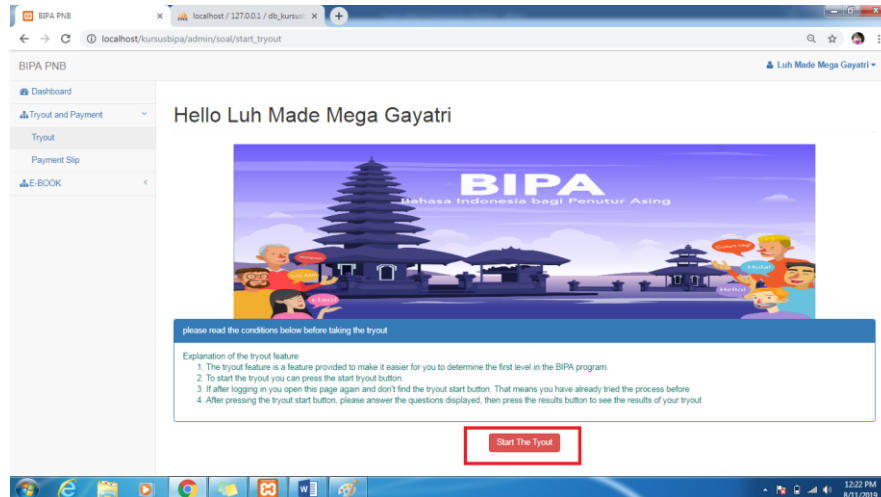 BIPA PNB
localhost / 127.0.0.1 / db_kursusb
localhost/kursusbipa/admin/soal/start_tryout
BIPA PNB
Luh Made Mega Gayatri
Dashboard
Tryout and Payment
Tryout
Payment Slip
E-BOOK
Hello Luh Made Mega Gayatri
BIPA
Bahasa Indonesia bagi Penutur Asing
Hola!
Hello!
Ciao!
please read the conditions below before taking the tryout
Explanation of the tryout feature:
1. The tryout feature is a feature provided to make it easier for you to determine the first level in the BIPA program.
2. To start the tryout you can press the start tryout button.
3. If after logging in you open this page again and don't find the tryout start button. That means you have already tried the process before
4. After pressing the tryout start button, please answer the questions displayed, then press the results button to see the results of your tryout
Start The Tyout
12:22 PM
8/11/2019